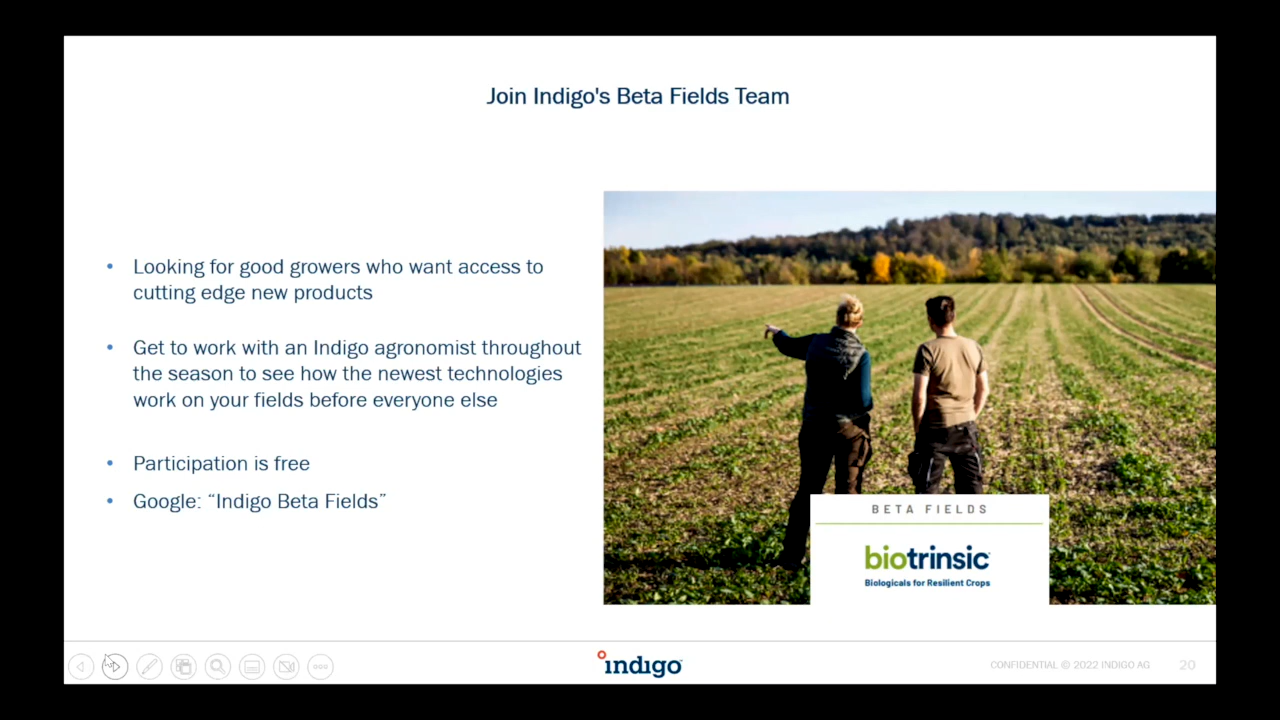 Join Indigo's Beta Fields Team
• Looking for good growers who want access to
cutting edge new products
• Get to work with an Indigo agronomist throughout
the season to see how the newest technologies
work on your fields before everyone else
• Participation is free
• Google: “Indigo Beta Fields”
BETA FIELDS
biotrinsic
Biologicals for Resilient Crops
indigo
CONFIDENTIAL © 2022 INDIGO AG
20